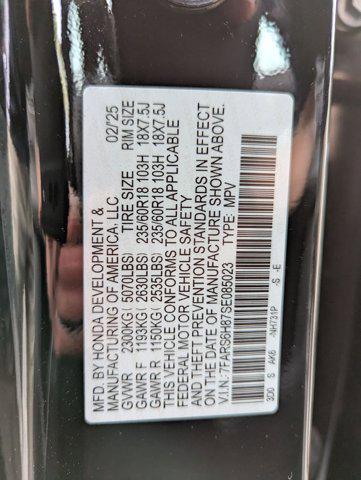 MFD. BY HONDA DEVELOPMENT & 02/25
MANUFACTURING OF AMERICA, LLC
GVWR 2300KG( 5070LBS) TIRE SIZE RIM SIZE
GAWR F 1193KG( 2630LBS) 235/60R18 103H 18X7.5J
GAWR R 1150KG( 2535LBS) 235/60R18 103H 18X7.5J
THIS VEHICLE CONFORMS TO ALL APPLICABLE
FEDERAL MOTOR VEHICLE SAFETY
AND THEFT PREVENTION STANDARDS IN EFFECT
ON THE DATE OF MANUFACTURE SHOWN ABOVE.
V.I.N.:7FARS6H87SE085023 TYPE: MPV
3D0 S AK6 -NH731P -S -E